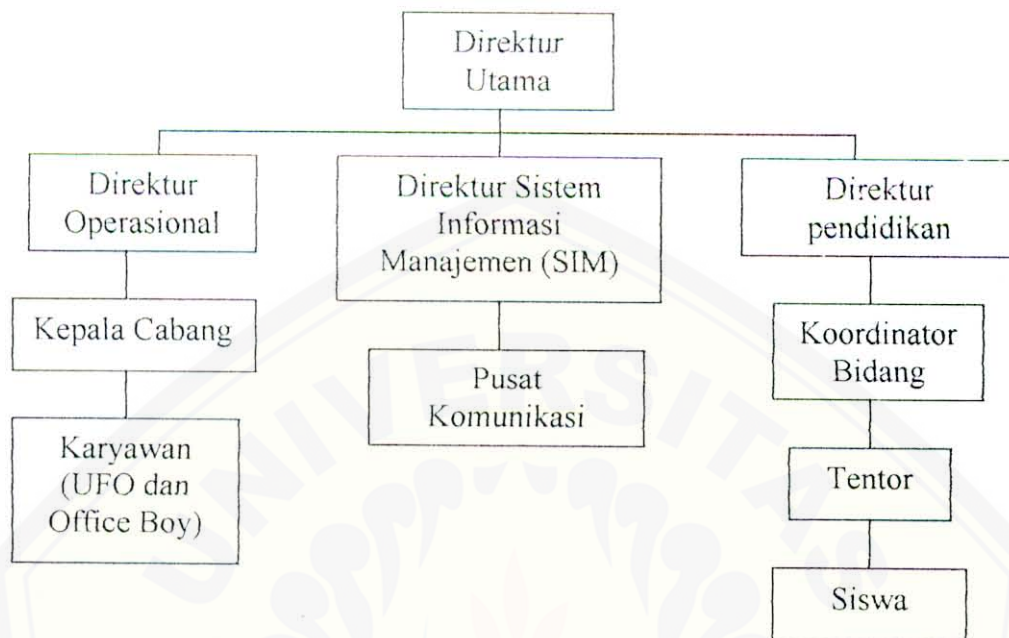 Direktur
Utama
Direktur
Operasional
Direktur Sistem
Informasi
Manajemen (SIM)
Direktur
pendidikan
Kepala Cabang
Pusat
Komunikasi
Koordinator
Bidang
Karyawan
(UFO dan
Office Boy)
Tentor
Siswa
UNIVERSITAS